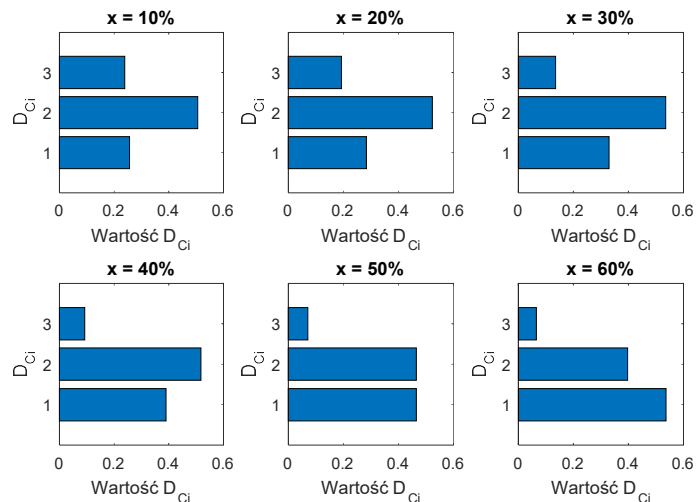 x = 10%
x = 20%
x = 30%
D_Ci
3
2
1
0 0.2 0.4 0.6
Wartość D_Ci
D_Ci
3
2
1
0 0.2 0.4 0.6
Wartość D_Ci
D_Ci
3
2
1
0 0.2 0.4 0.6
Wartość D_Ci
x = 40%
x = 50%
x = 60%
D_Ci
3
2
1
0 0.2 0.4 0.6
Wartość D_Ci
D_Ci
3
2
1
0 0.2 0.4 0.6
Wartość D_Ci
D_Ci
3
2
1
0 0.2 0.4 0.6
Wartość D_Ci